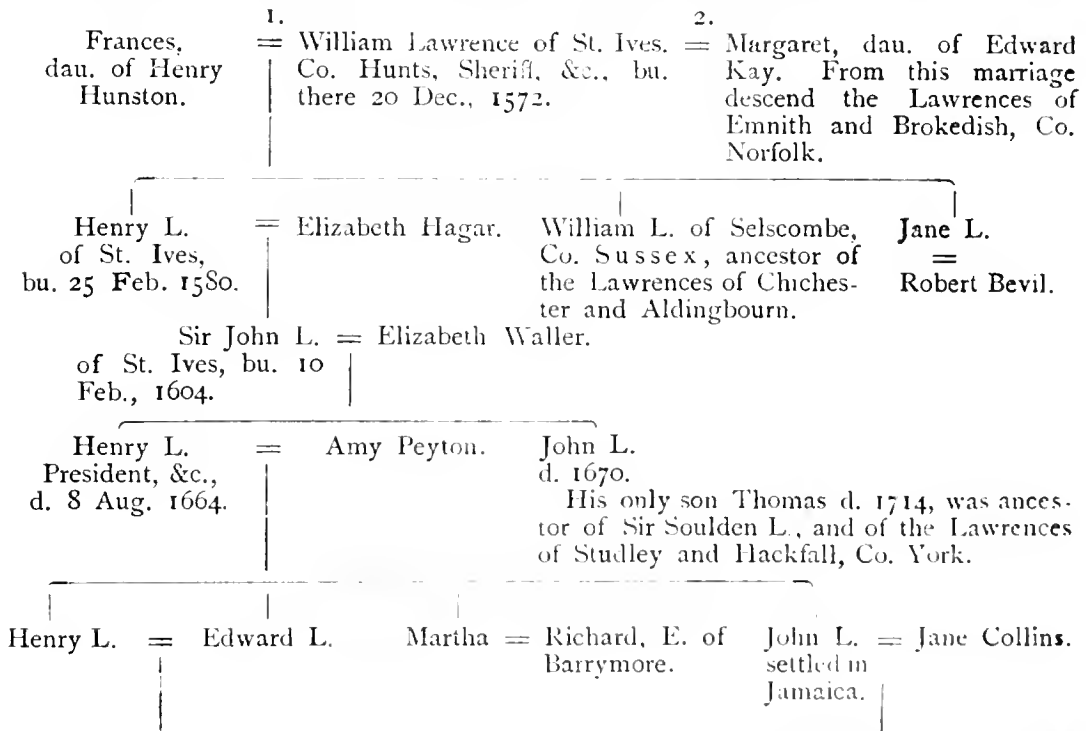 1.
2.
Frances,
dau. of Henry
Hunston.
= William Lawrence of St. Ives.
Co. Hunts, Sheriff, &c., bu.
there 20 Dec., 1572.
= Margaret, dau. of Edward
Kay. From this marriage
descend the Lawrences of
Emnith and Brokedish, Co.
Norfolk.
Henry L.
of St. Ives,
bu. 25 Feb. 1580.
= Elizabeth Hagar.
William L. of Selscombe,
Co. Sussex, ancestor of
the Lawrences of Chiches-
ter and Aldingbourn.
Jane L.
=
Robert Bevil.
Sir John L. = Elizabeth Waller.
of St. Ives, bu. 10
Feb., 1604.
Henry L.
President, &c.,
d. 8 Aug. 1664.
= Amy Peyton.
John L.
d. 1670.
His only son Thomas d. 1714, was ances-
tor of Sir Soulden L., and of the Lawrences
of Studley and Hackfall, Co. York.
Henry L. =
Edward L.
Martha = Richard, E. of
Barrymore.
John L. = Jane Collins.
settled in
Jamaica.